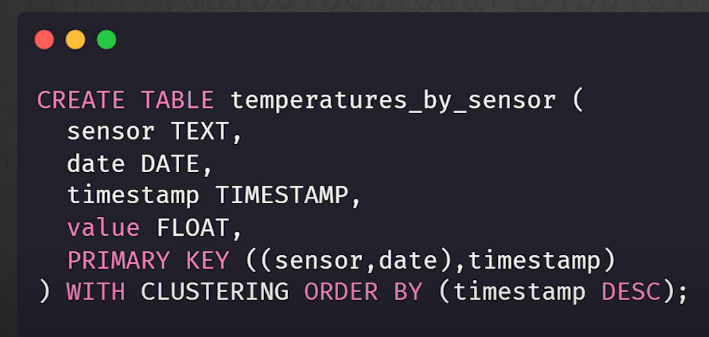 CREATE TABLE temperatures_by_sensor (
  sensor TEXT,
  date DATE,
  timestamp TIMESTAMP,
  value FLOAT,
  PRIMARY KEY ((sensor,date),timestamp)
) WITH CLUSTERING ORDER BY (timestamp DESC);